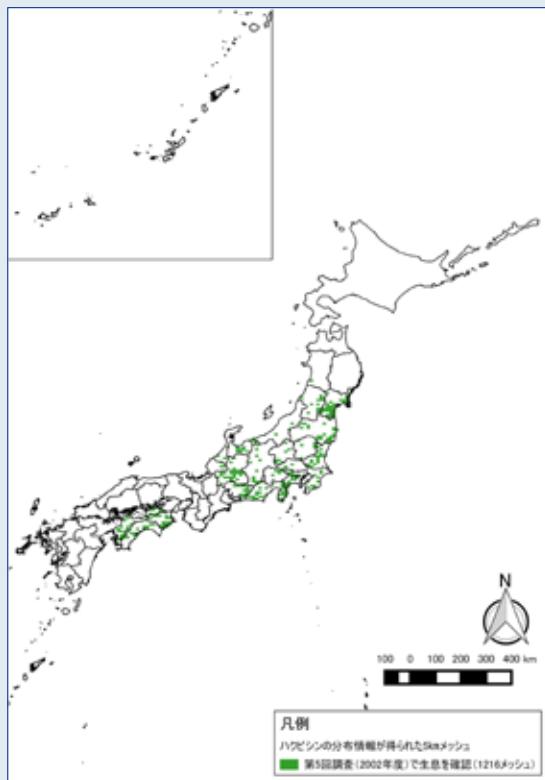 N
100 0 100 200 300 400 km
凡例
ハクビシンの分布情報が得られた5kmメッシュ
第5回調査(2002年度)で生息を確認(1216メッシュ)